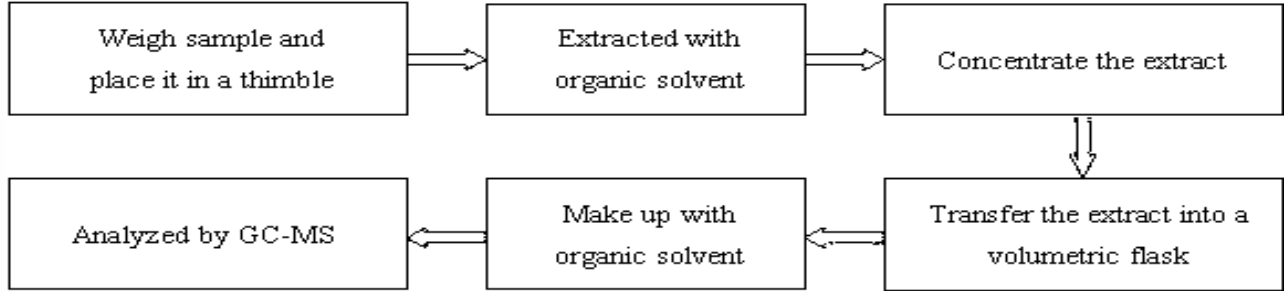 Weigh sample and
place it in a thimble
Extracted with
organic solvent
Concentrate the extract
Transfer the extract into a
volumetric flask
Make up with
organic solvent
Analyzed by GC-MS